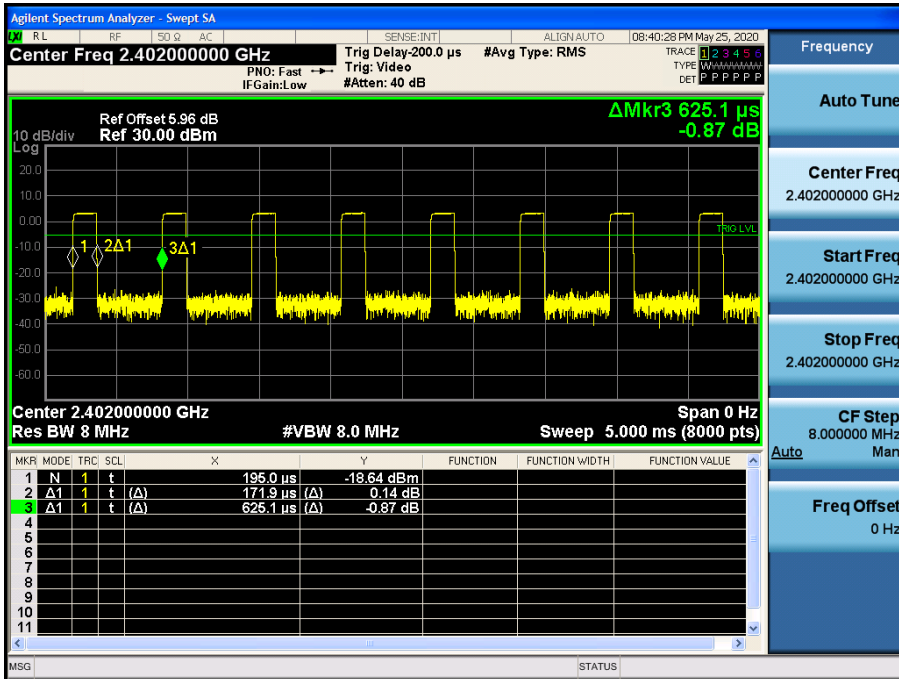 Agilent Spectrum Analyzer - Swept SA
LXI RL RF 50 Ω AC SENSE:INT ALIGN AUTO 08:40:28 PM May 25, 2020
Center Freq 2.402000000 GHz
PNO: Fast
IFGain:Low
Trig Delay-200.0 µs
Trig: Video
#Atten: 40 dB
#Avg Type: RMS
TRACE 1 2 3 4 5 6
TYPE WWWWWW
DET P P P P P P
Frequency
Auto Tune
Center Freq
2.402000000 GHz
Start Freq
2.402000000 GHz
Stop Freq
2.402000000 GHz
CF Step
8.000000 MHz
Auto Man
Freq Offset
0 Hz
ΔMkr3 625.1 µs
-0.87 dB
Ref Offset 5.96 dB
10 dB/div Ref 30.00 dBm
Log
20.0
10.0
0.00
-10.0
-20.0
-30.0
-40.0
-50.0
-60.0
TRIG LVL
1 2Δ1 3Δ1
Center 2.402000000 GHz Span 0 Hz
Res BW 8 MHz #VBW 8.0 MHz Sweep 5.000 ms (8000 pts)
MKR MODE TRC SCL X Y FUNCTION FUNCTION WIDTH FUNCTION VALUE
1 N 1 t 195.0 µs -18.64 dBm
2 Δ1 1 t (Δ) 171.9 µs (Δ) 0.14 dB
3 Δ1 1 t (Δ) 625.1 µs (Δ) -0.87 dB
4
5
6
7
8
9
10
11
MSG STATUS